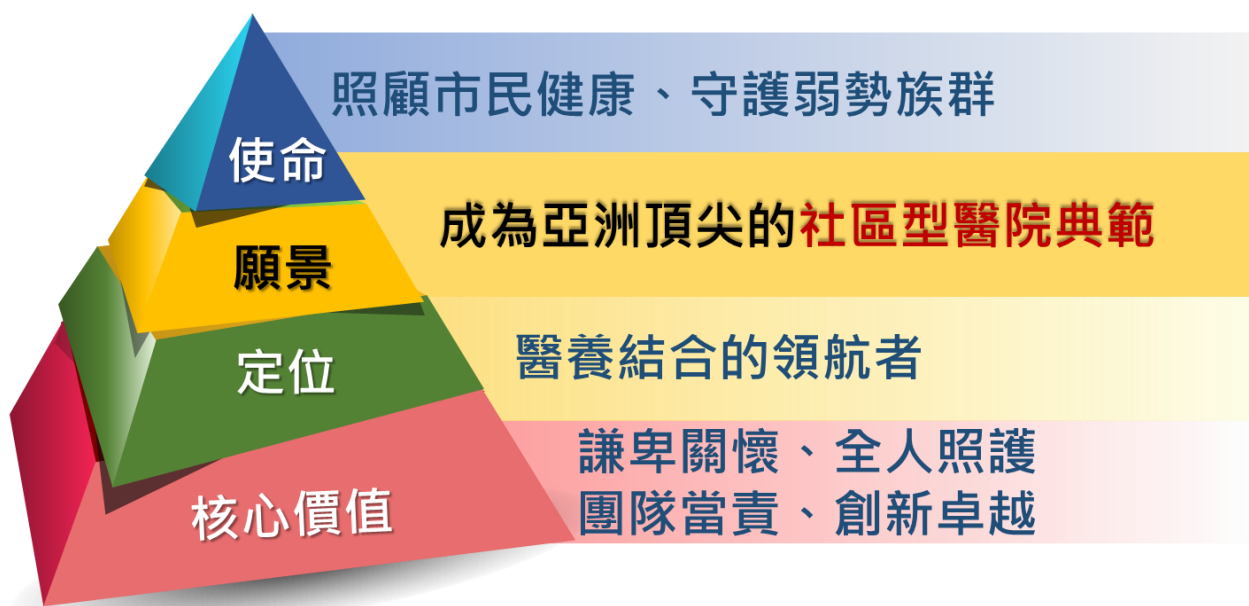 使命
照顧市民健康、守護弱勢族群
願景
成為亞洲頂尖的社區型醫院典範
定位
醫養結合的領航者
核心價值
謙卑關懷、全人照護
團隊當責、創新卓越